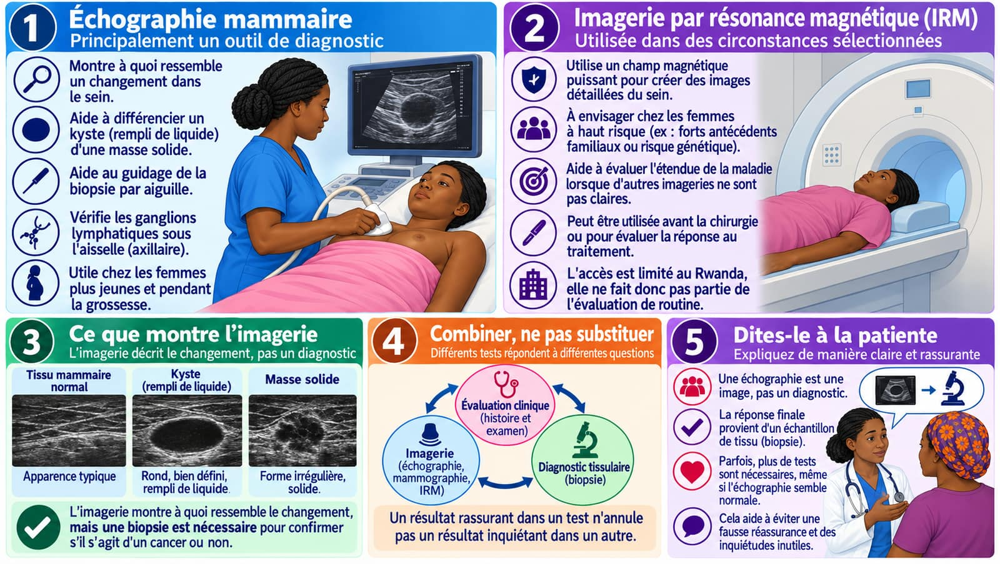 1
Échographie mammaire
Principalement un outil de diagnostic
Montre à quoi ressemble
un changement dans
le sein.
Aide à différencier un
kyste (rempli de liquide)
d'une masse solide.
Aide au guidage de la
biopsie par aiguille.
Vérifie les ganglions
lymphatiques sous
l'aisselle (axillaire).
Utile chez les femmes
plus jeunes et pendant
la grossesse.
2
Imagerie par résonance magnétique (IRM)
Utilisée dans des circonstances sélectionnées
Utilise un champ magnétique
puissant pour créer des images
détaillées du sein.
À envisager chez les femmes
à haut risque (ex : forts antécédents
familiaux ou risque génétique).
Aide à évaluer l'étendue de la maladie
lorsque d'autres imageries ne sont
pas claires.
Peut être utilisée avant la chirurgie
ou pour évaluer la réponse au
traitement.
L'accès est limité au Rwanda,
elle ne fait donc pas partie de
l'évaluation de routine.
3
Ce que montre l'imagerie
L'imagerie décrit le changement, pas un diagnostic
Tissu mammaire
normal
Apparence typique
Kyste
(rempli de liquide)
Rond, bien défini,
rempli de liquide.
Masse solide
Forme irrégulière,
solide.
L'imagerie montre à quoi ressemble le changement,
mais une biopsie est nécessaire pour confirmer
s'il s'agit d'un cancer ou non.
4
Combiner, ne pas substituer
Différents tests répondent à différentes questions
Évaluation clinique
(histoire et
examen)
Imagerie
(échographie,
mammographie,
IRM)
Diagnostic tissulaire
(biopsie)
Un résultat rassurant dans un test n'annule
pas un résultat inquiétant dans un autre.
5
Dites-le à la patiente
Expliquez de manière claire et rassurante
Une échographie est une
image, pas un diagnostic.
La réponse finale
provient d'un échantillon
de tissu (biopsie).
Parfois, plus de tests
sont nécessaires, même
si l'échographie semble
normale.
Cela aide à éviter une
fausse réassurance et des
inquiétudes inutiles.